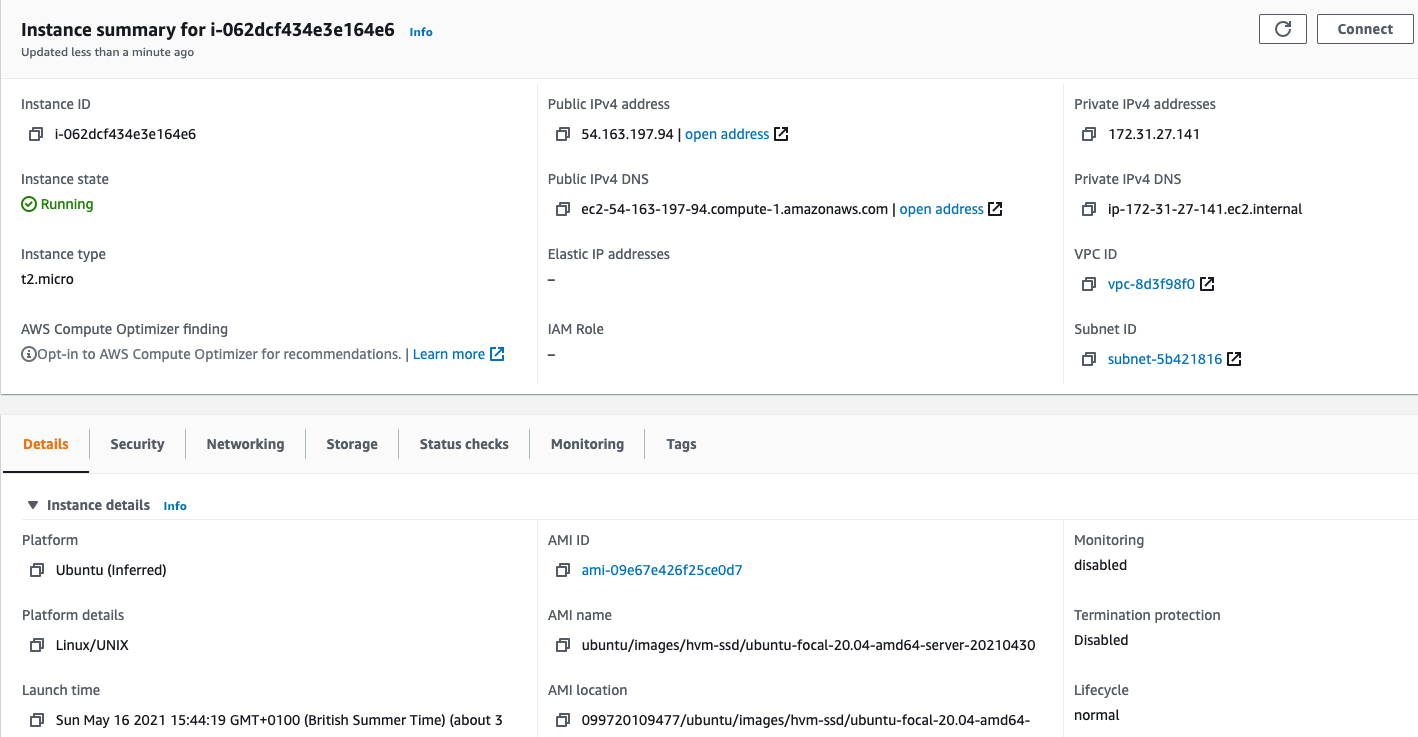 Instance summary for i-062dcf434e3e164e6 Info
Updated less than a minute ago
Connect
Instance ID
i-062dcf434e3e164e6
Public IPv4 address
54.163.197.94 | open address
Private IPv4 addresses
172.31.27.141
Instance state
Running
Public IPv4 DNS
ec2-54-163-197-94.compute-1.amazonaws.com | open address
Private IPv4 DNS
ip-172-31-27-141.ec2.internal
Instance type
t2.micro
Elastic IP addresses
–
VPC ID
vpc-8d3f98f0
AWS Compute Optimizer finding
Opt-in to AWS Compute Optimizer for recommendations. | Learn more
IAM Role
–
Subnet ID
subnet-5b421816
Details Security Networking Storage Status checks Monitoring Tags
Instance details Info
Platform
Ubuntu (Inferred)
AMI ID
ami-09e67e426f25ce0d7
Monitoring
disabled
Platform details
Linux/UNIX
AMI name
ubuntu/images/hvm-ssd/ubuntu-focal-20.04-amd64-server-20210430
Termination protection
Disabled
Launch time
Sun May 16 2021 15:44:19 GMT+0100 (British Summer Time) (about 3
AMI location
099720109477/ubuntu/images/hvm-ssd/ubuntu-focal-20.04-amd64-
Lifecycle
normal